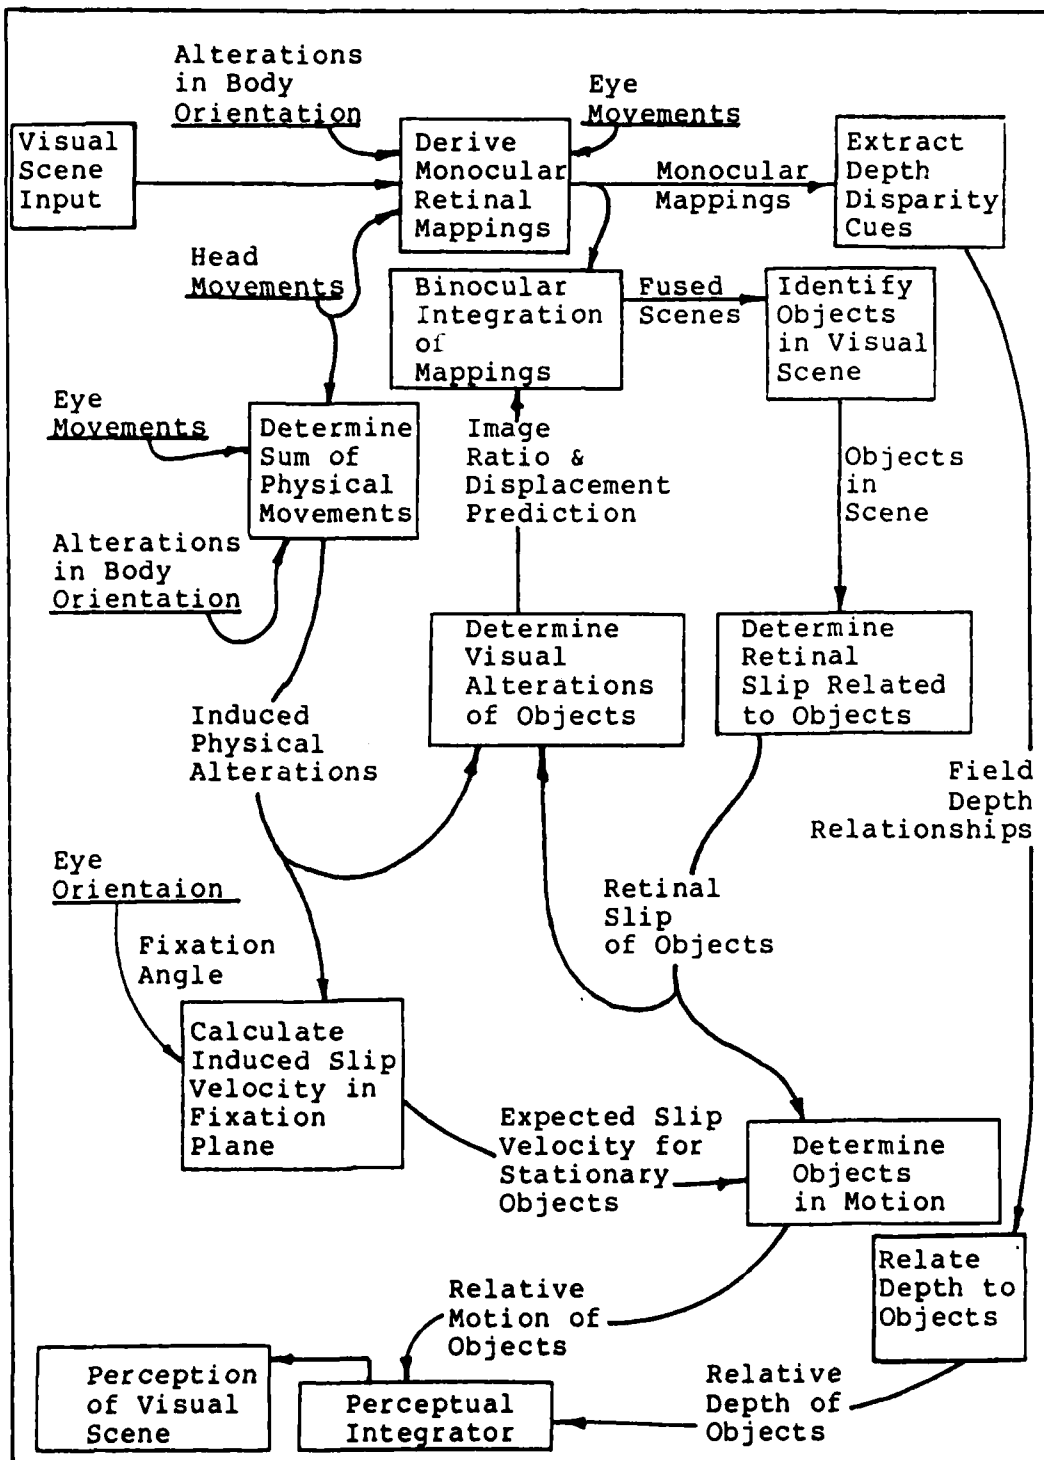 Alterations
in Body
Orientation
Eye
Movements
Visual
Scene
Input
Derive
Monocular
Retinal
Mappings
Monocular
Mappings
Extract
Depth
Disparity
Cues
Head
Movements
Binocular
Integration
of
Mappings
Fused
Scenes
Identify
Objects
in Visual
Scene
Eye
Movements
Determine
Sum of
Physical
Movements
Image
Ratio &
Displacement
Prediction
Objects
in
Scene
Alterations
in Body
Orientation
Determine
Visual
Alterations
of Objects
Determine
Retinal
Slip Related
to Objects
Induced
Physical
Alterations
Field
Depth
Relationships
Eye
Orientaion
Fixation
Angle
Retinal
Slip
of Objects
Calculate
Induced Slip
Velocity in
Fixation
Plane
Expected Slip
Velocity for
Stationary
Objects
Determine
Objects
in Motion
Relate
Depth to
Objects
Relative
Motion of
Objects
Perception
of Visual
Scene
Perceptual
Integrator
Relative
Depth of
Objects